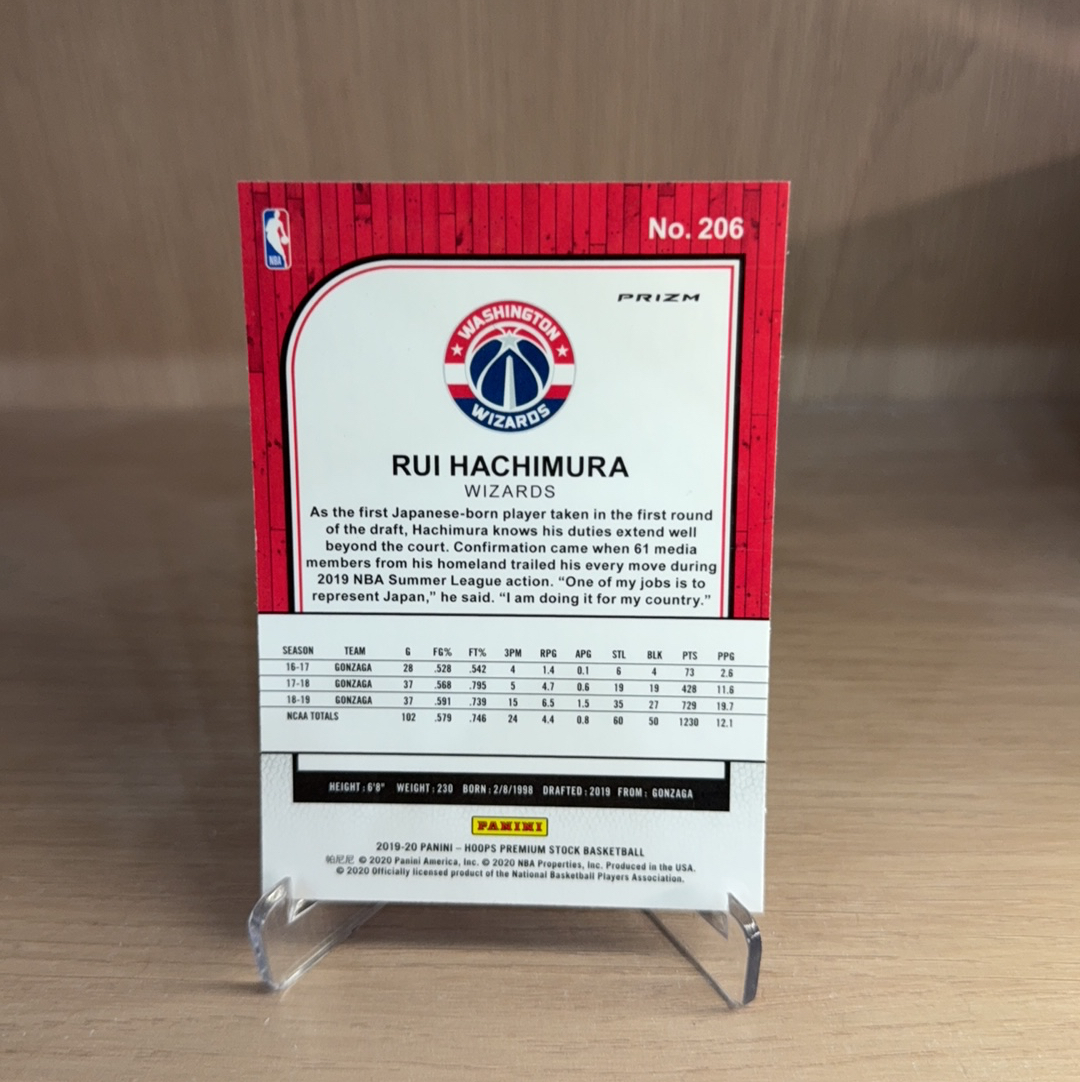 No. 206
NBA
PRIZM
WASHINGTON
WIZARDS
RUI HACHIMURA
WIZARDS
As the first Japanese-born player taken in the first round
of the draft, Hachimura knows his duties extend well
beyond the court. Confirmation came when 61 media
members from his homeland trailed his every move during
2019 NBA Summer League action. “One of my jobs is to
represent Japan,” he said. “I am doing it for my country.”
SEASON TEAM G FG% FT% 3PM RPG APG STL BLK PTS PPG
16-17 GONZAGA 28 .528 .542 4 1.4 0.1 6 4 73 2.6
17-18 GONZAGA 37 .568 .795 5 4.7 0.6 19 19 428 11.6
18-19 GONZAGA 37 .591 .739 15 6.5 1.5 35 27 729 19.7
NCAA TOTALS 102 .579 .746 24 4.4 0.8 60 50 1230 12.1
HEIGHT: 6'8" WEIGHT: 230 BORN: 2/8/1998 DRAFTED: 2019 FROM: GONZAGA
PANINI
2019-20 PANINI – HOOPS PREMIUM STOCK BASKETBALL
帕尼尼 © 2020 Panini America, Inc. © 2020 NBA Properties, Inc. Produced in the USA.
© 2020 Officially licensed product of the National Basketball Players Association.